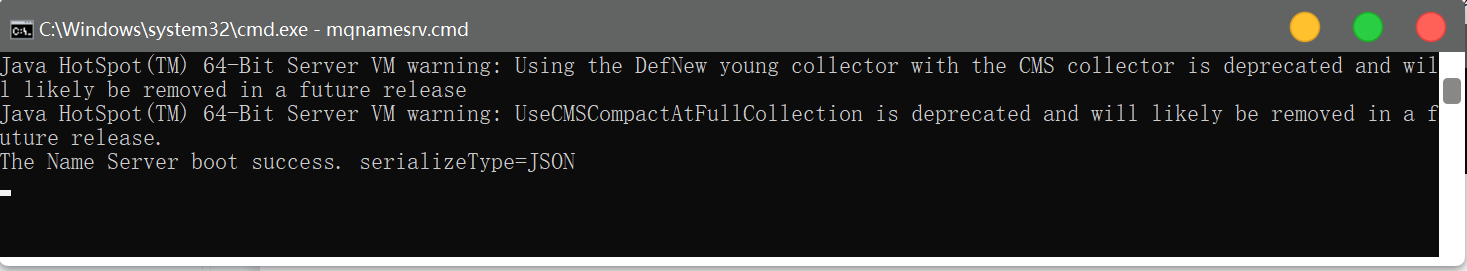 C:\Windows\system32\cmd.exe - mqnamesrv.cmd
Java HotSpot(TM) 64-Bit Server VM warning: Using the DefNew young collector with the CMS collector is deprecated and wil
l likely be removed in a future release
Java HotSpot(TM) 64-Bit Server VM warning: UseCMSCompactAtFullCollection is deprecated and will likely be removed in a f
uture release.
The Name Server boot success. serializeType=JSON